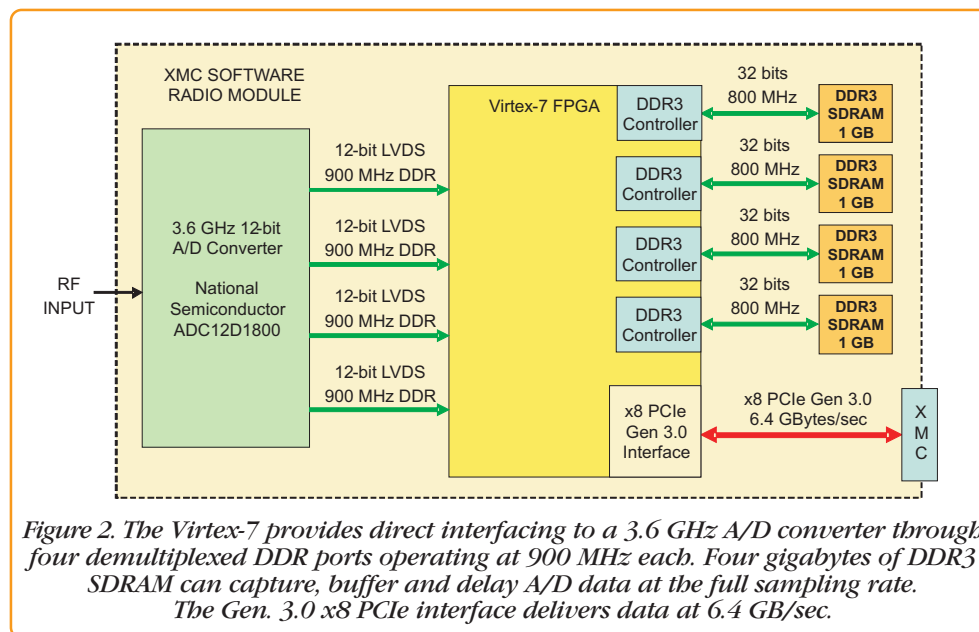 XMC SOFTWARE
RADIO MODULE
RF
INPUT
3.6 GHz 12-bit
A/D Converter
National
Semiconductor
ADC12D1800
12-bit LVDS
900 MHz DDR
12-bit LVDS
900 MHz DDR
12-bit LVDS
900 MHz DDR
12-bit LVDS
900 MHz DDR
Virtex-7 FPGA
DDR3
Controller
DDR3
Controller
DDR3
Controller
DDR3
Controller
x8 PCIe
Gen 3.0
Interface
32 bits
800 MHz
32 bits
800 MHz
32 bits
800 MHz
32 bits
800 MHz
DDR3
SDRAM
1 GB
DDR3
SDRAM
1 GB
DDR3
SDRAM
1 GB
DDR3
SDRAM
1 GB
x8 PCIe Gen 3.0
6.4 GBytes/sec
X
M
C
Figure 2. The Virtex-7 provides direct interfacing to a 3.6 GHz A/D converter through
four demultiplexed DDR ports operating at 900 MHz each. Four gigabytes of DDR3
SDRAM can capture, buffer and delay A/D data at the full sampling rate.
The Gen. 3.0 x8 PCIe interface delivers data at 6.4 GB/sec.